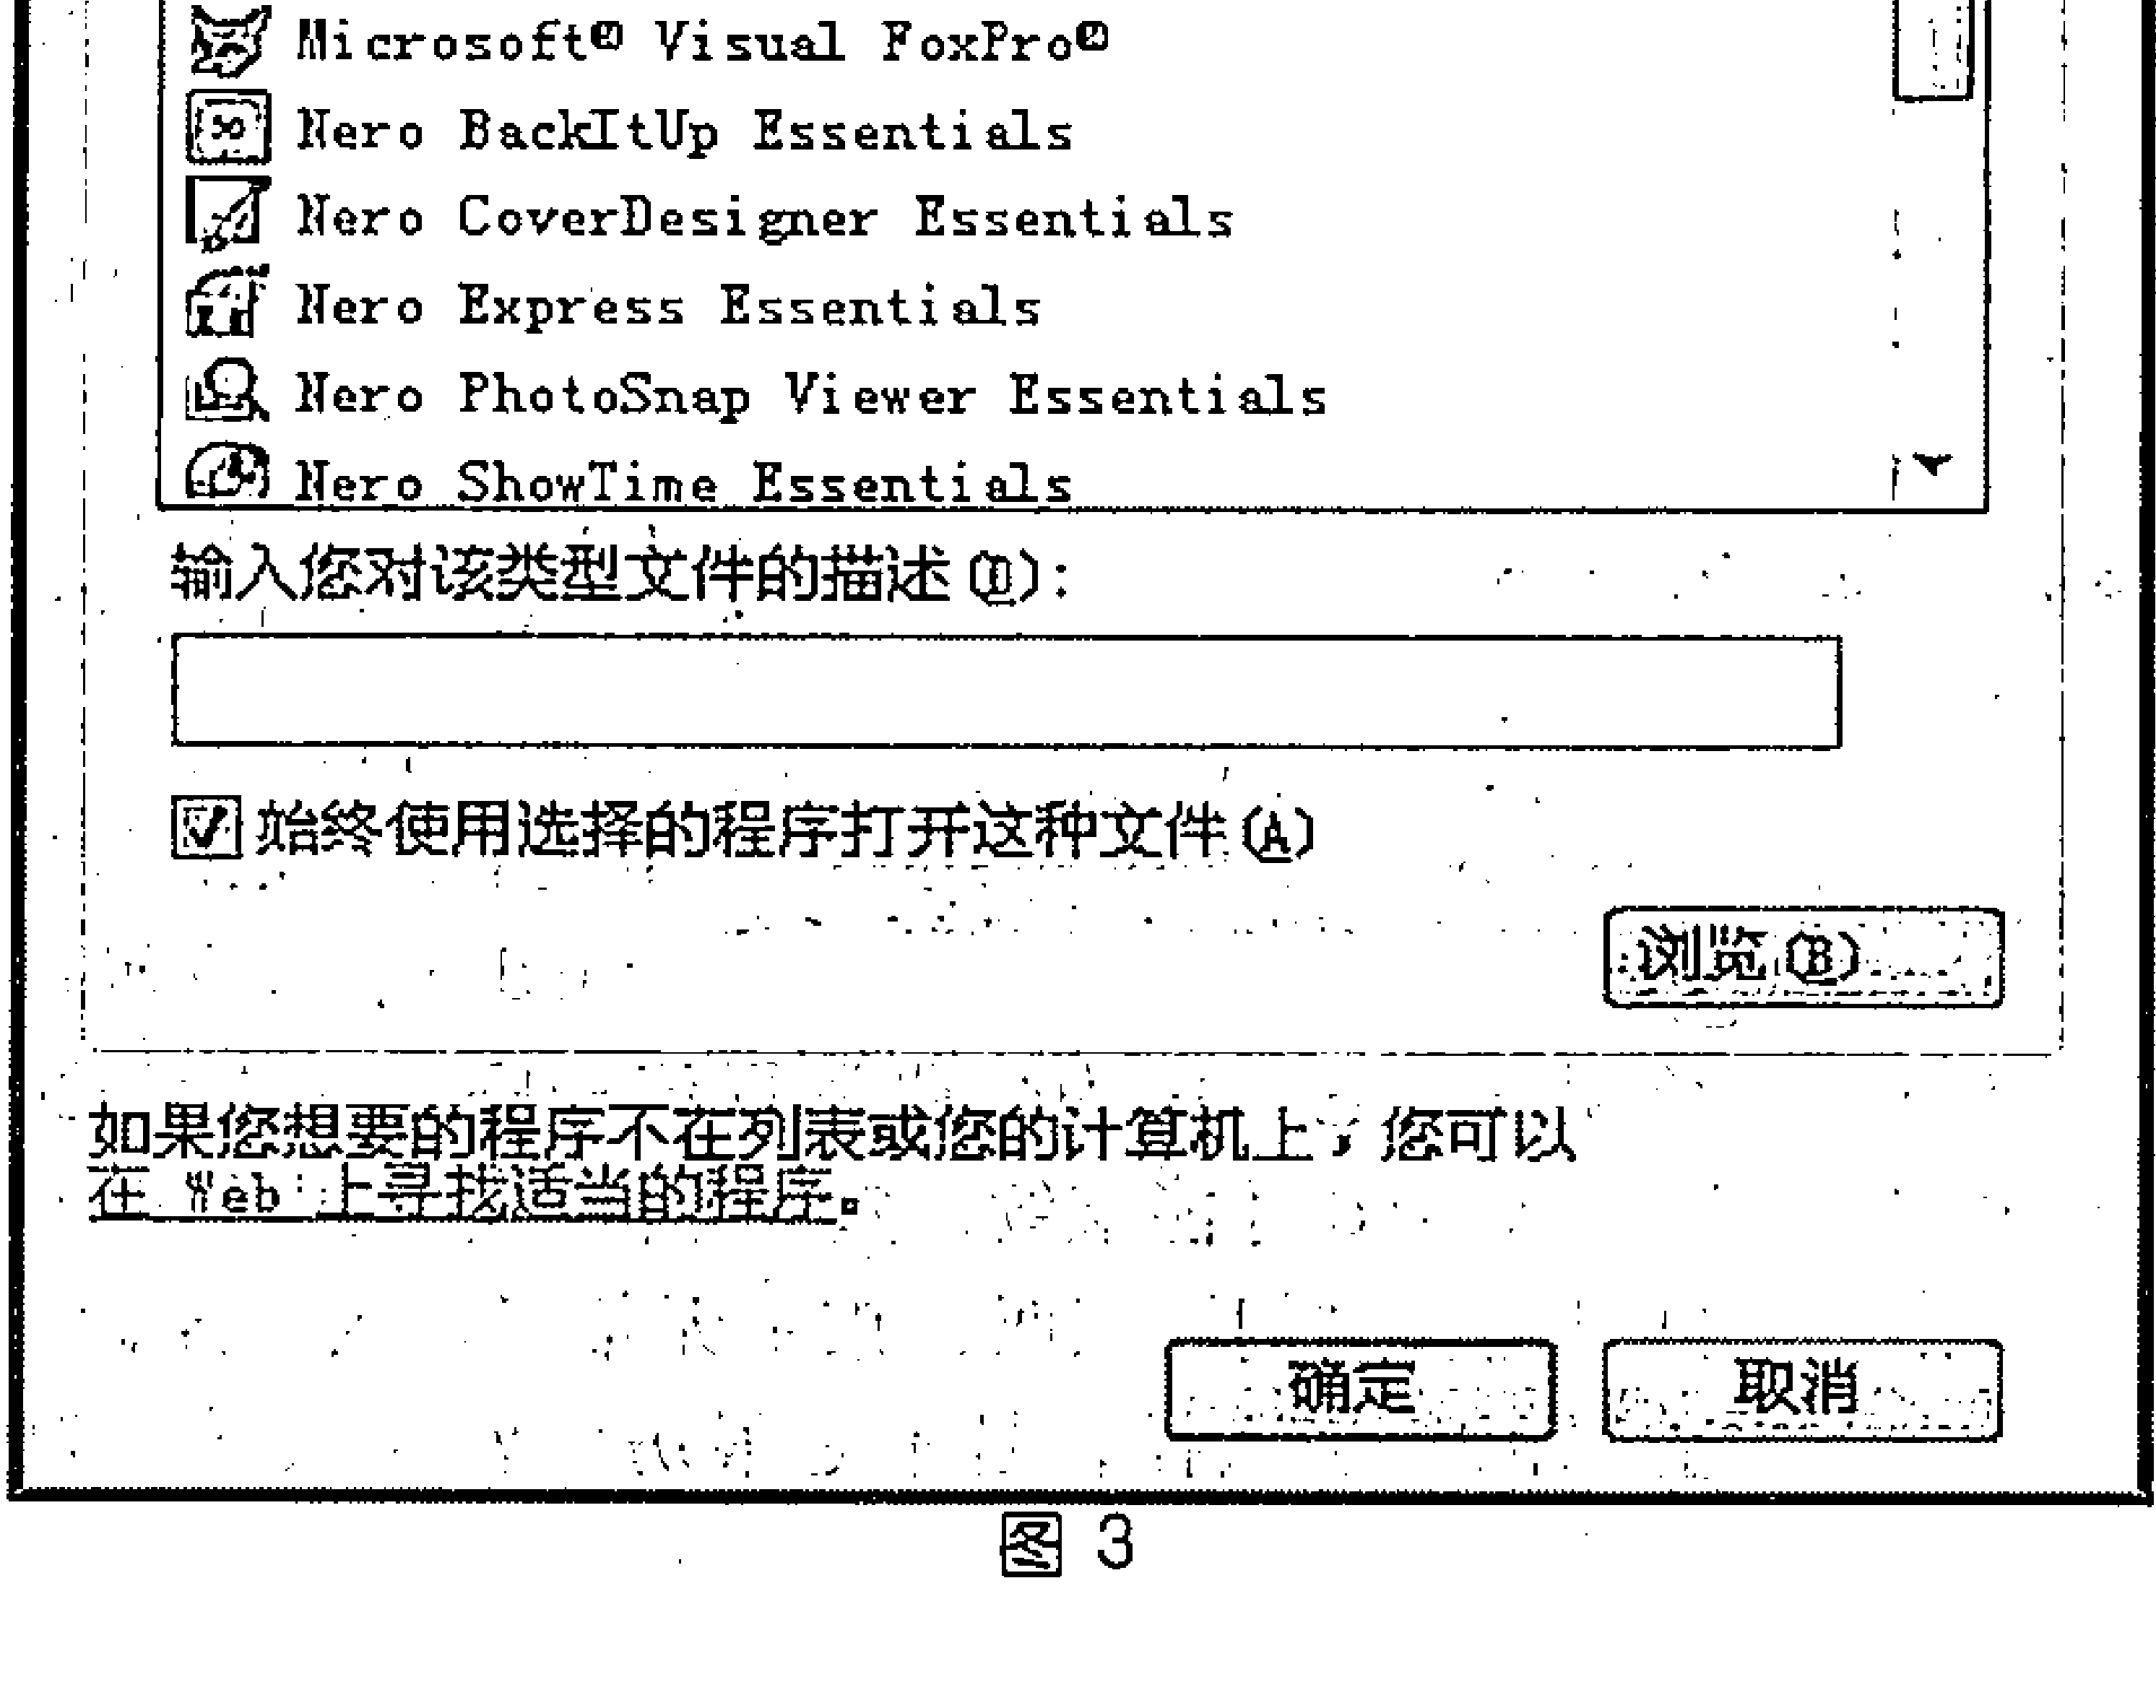 Microsoft® Visual FoxPro®
Nero BackItUp Essentials
Nero CoverDesigner Essentials
Nero Express Essentials
Nero PhotoSnap Viewer Essentials
Nero ShowTime Essentials
输入您对该类型文件的描述(D):
始终使用选择的程序打开这种文件(A)
浏览(B)
如果您想要的程序不在列表或您的计算机上，您可以
在 Web 上寻找适当的程序。
确定 取消
图 3